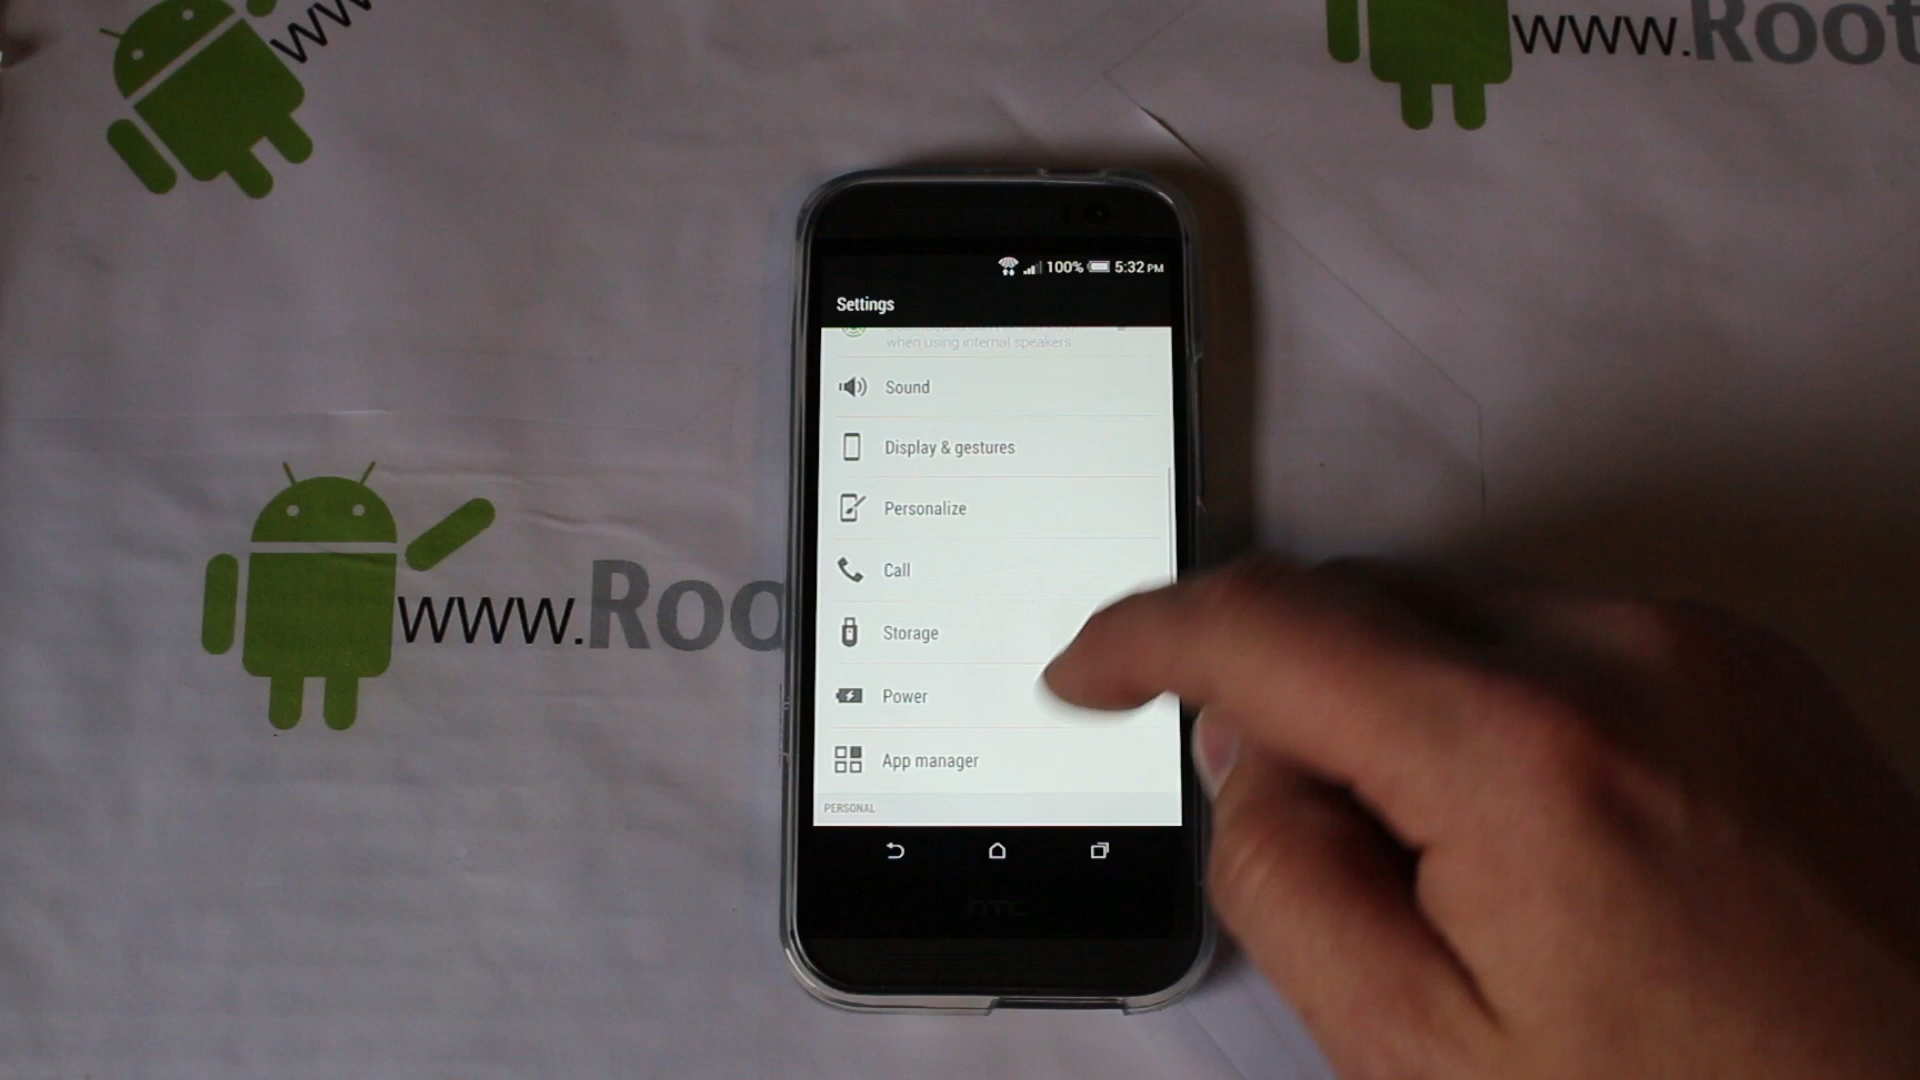 www
www.Root
100% 5:32 PM
Settings
when using internal speakers
Sound
Display & gestures
Personalize
Call
Storage
Power
App manager
PERSONAL
www.Roo
hTC